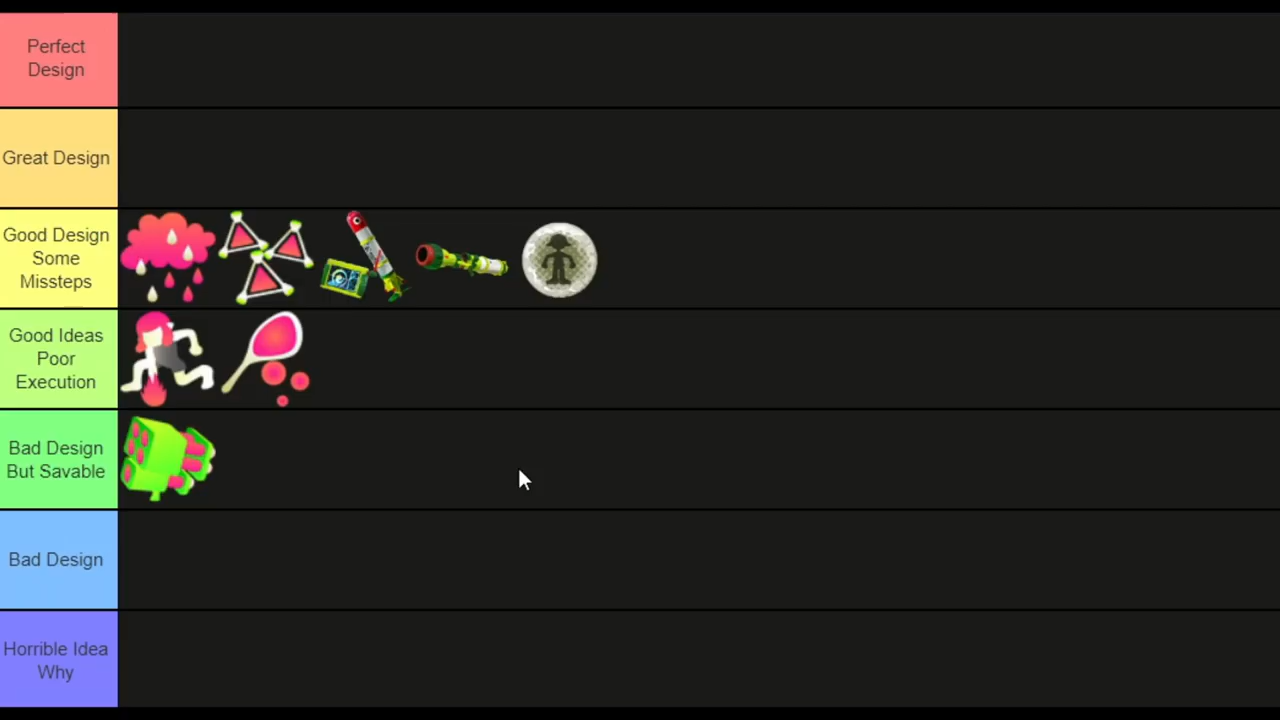 Perfect
Design
Great Design
Good Design
Some
Missteps
Good Ideas
Poor
Execution
Bad Design
But Savable
Bad Design
Horrible Idea
Why